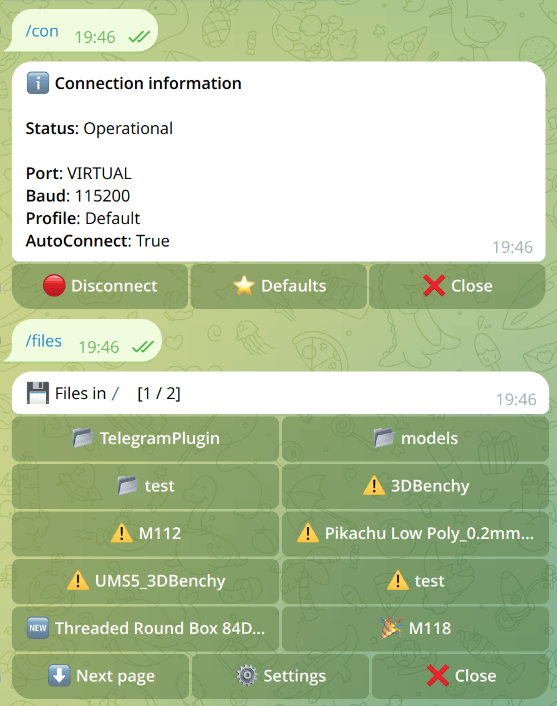 /con 19:46
Connection information
Status: Operational
Port: VIRTUAL
Baud: 115200
Profile: Default
AutoConnect: True
19:46
Disconnect Defaults Close
/files 19:46
Files in / [1 / 2]
19:46
TelegramPlugin models
test 3DBenchy
M112 Pikachu Low Poly_0.2mm...
UMS5_3DBenchy test
NEW Threaded Round Box 84D... M118
Next page Settings Close